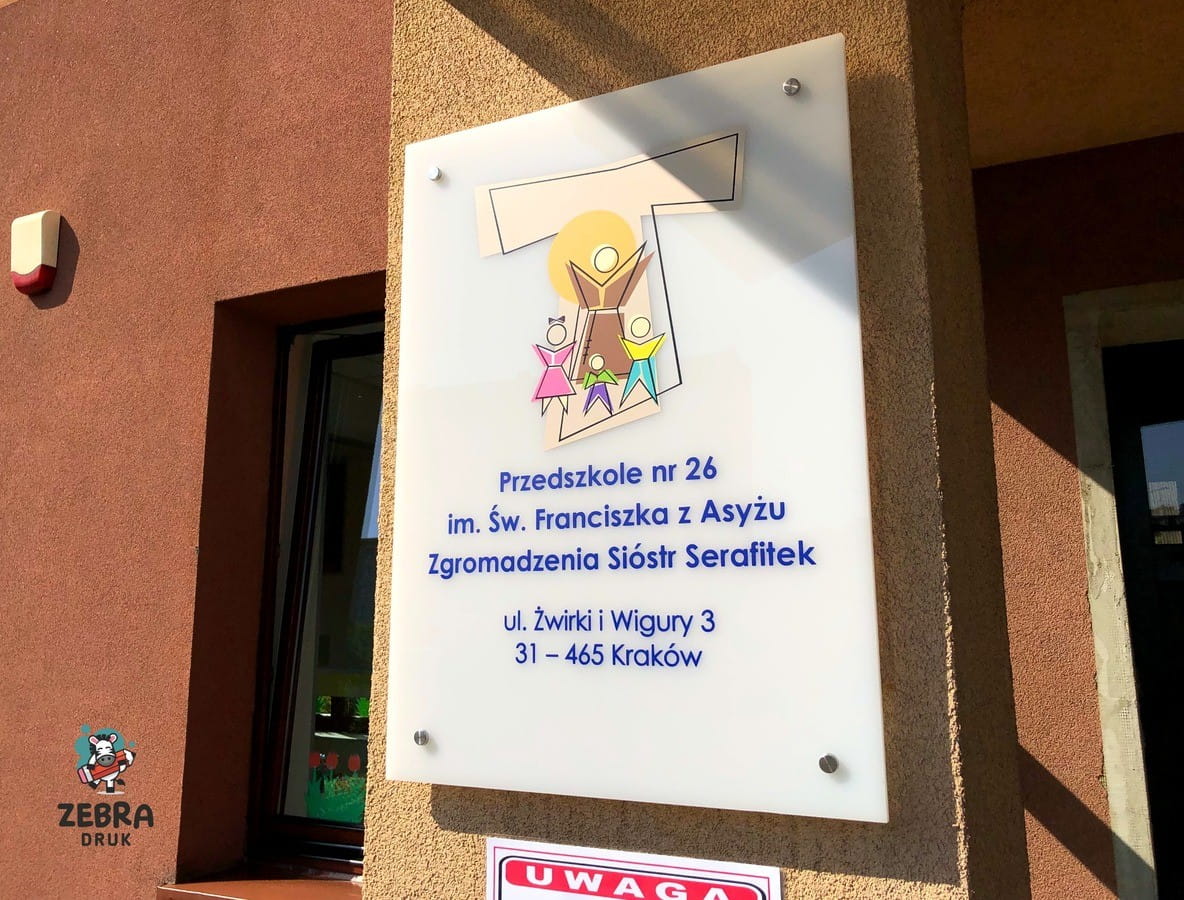 Przedszkole nr 26
im. Św. Franciszka z Asyżu
Zgromadzenia Sióstr Serafitek
ul. Żwirki i Wigury 3
31 – 465 Kraków
ZEBRA
DRUK
UWAGA